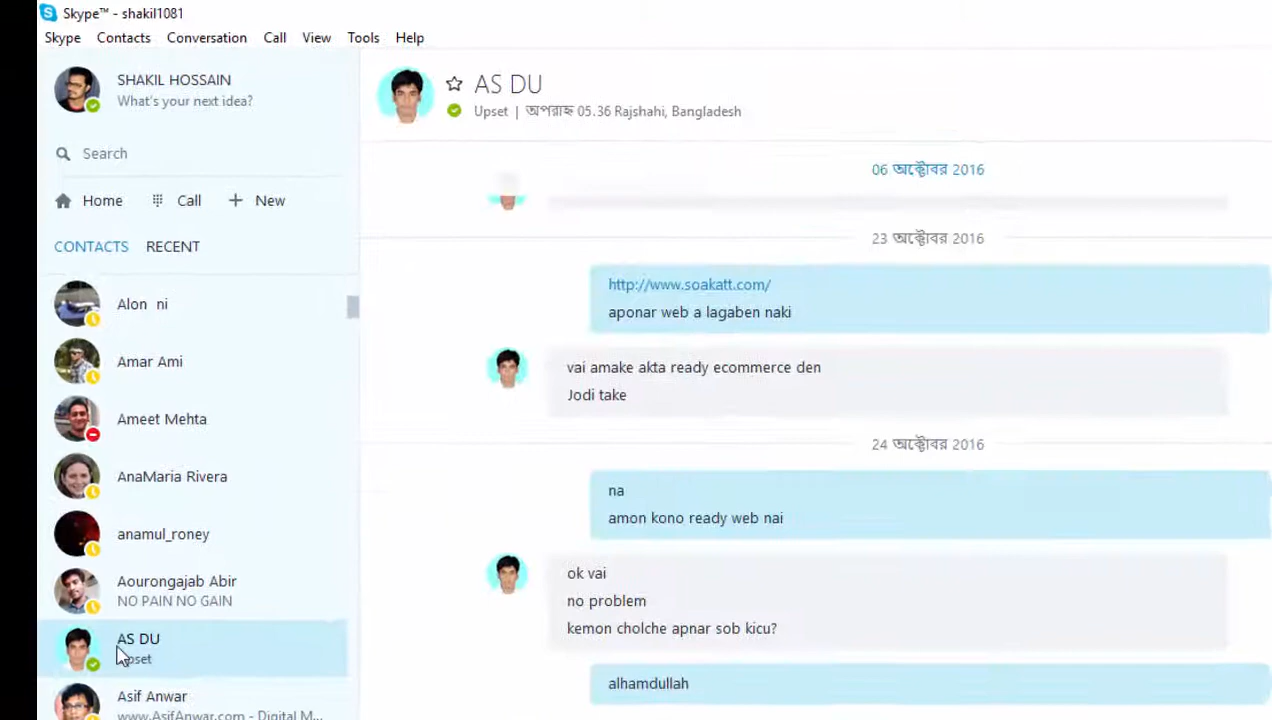 Skype™ - shakil1081
Skype Contacts Conversation Call View Tools Help
SHAKIL HOSSAIN
What's your next idea?
Search
Home Call New
CONTACTS RECENT
Alon ni
Amar Ami
Ameet Mehta
AnaMaria Rivera
anamul_roney
Aourongajab Abir
NO PAIN NO GAIN
AS DU
Asif Anwar
www.AsifAnwar.com - Digital M...
AS DU
Upset | অপরাহ্ন 05.36 Rajshahi, Bangladesh
06 অক্টোবর 2016
23 অক্টোবর 2016
http://www.soakatt.com/
aponar web a lagaben naki
vai amake akta ready ecommerce den
Jodi take
24 অক্টোবর 2016
na
amon kono ready web nai
ok vai
no problem
kemon cholche apnar sob kicu?
alhamdullah